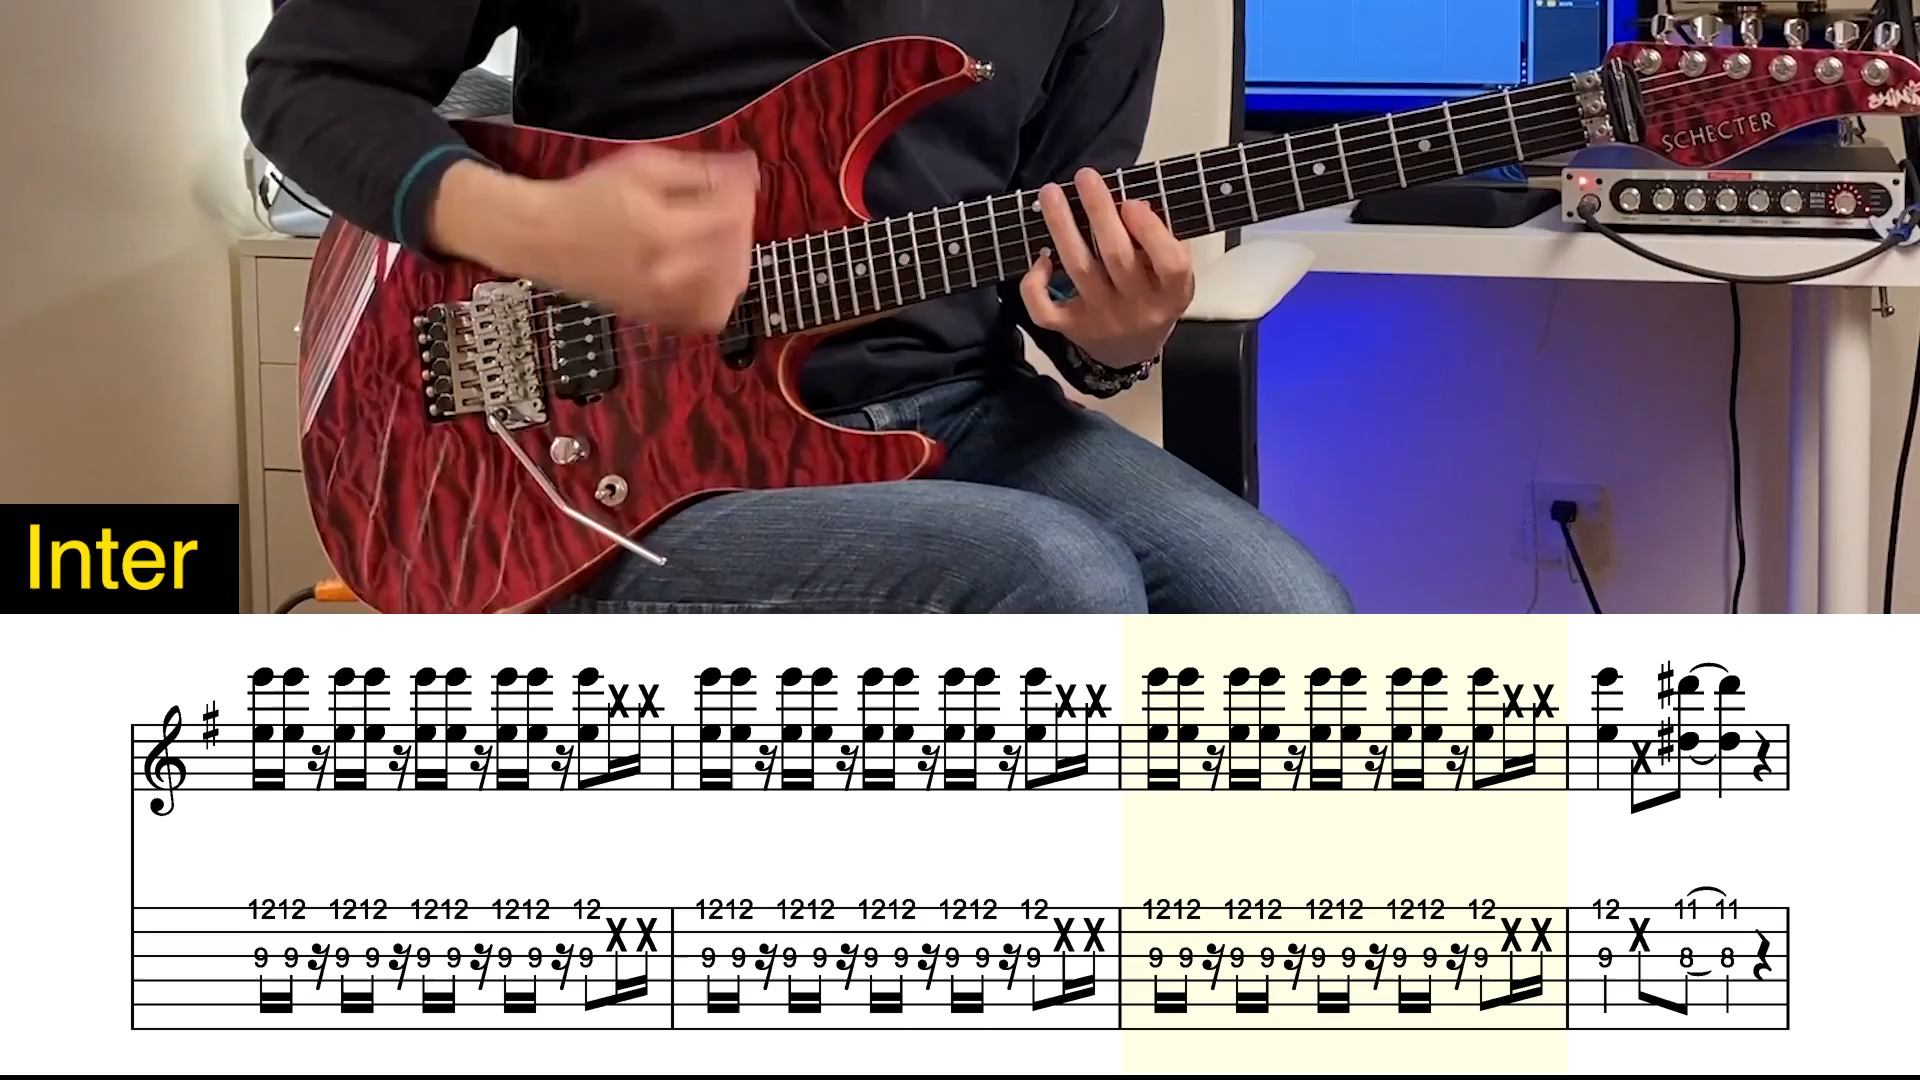 SCHECTER
Inter
1212 1212 1212 1212 12 1212 1212 1212 1212 12 1212 1212 1212 1212 12 12 11 11
X X X X X X X
9 9 9 9 9 9 9 9 9 9 9 9 9 9 9 9 9 9 9 9 9 9 9 9 9 9 9 9 8 8